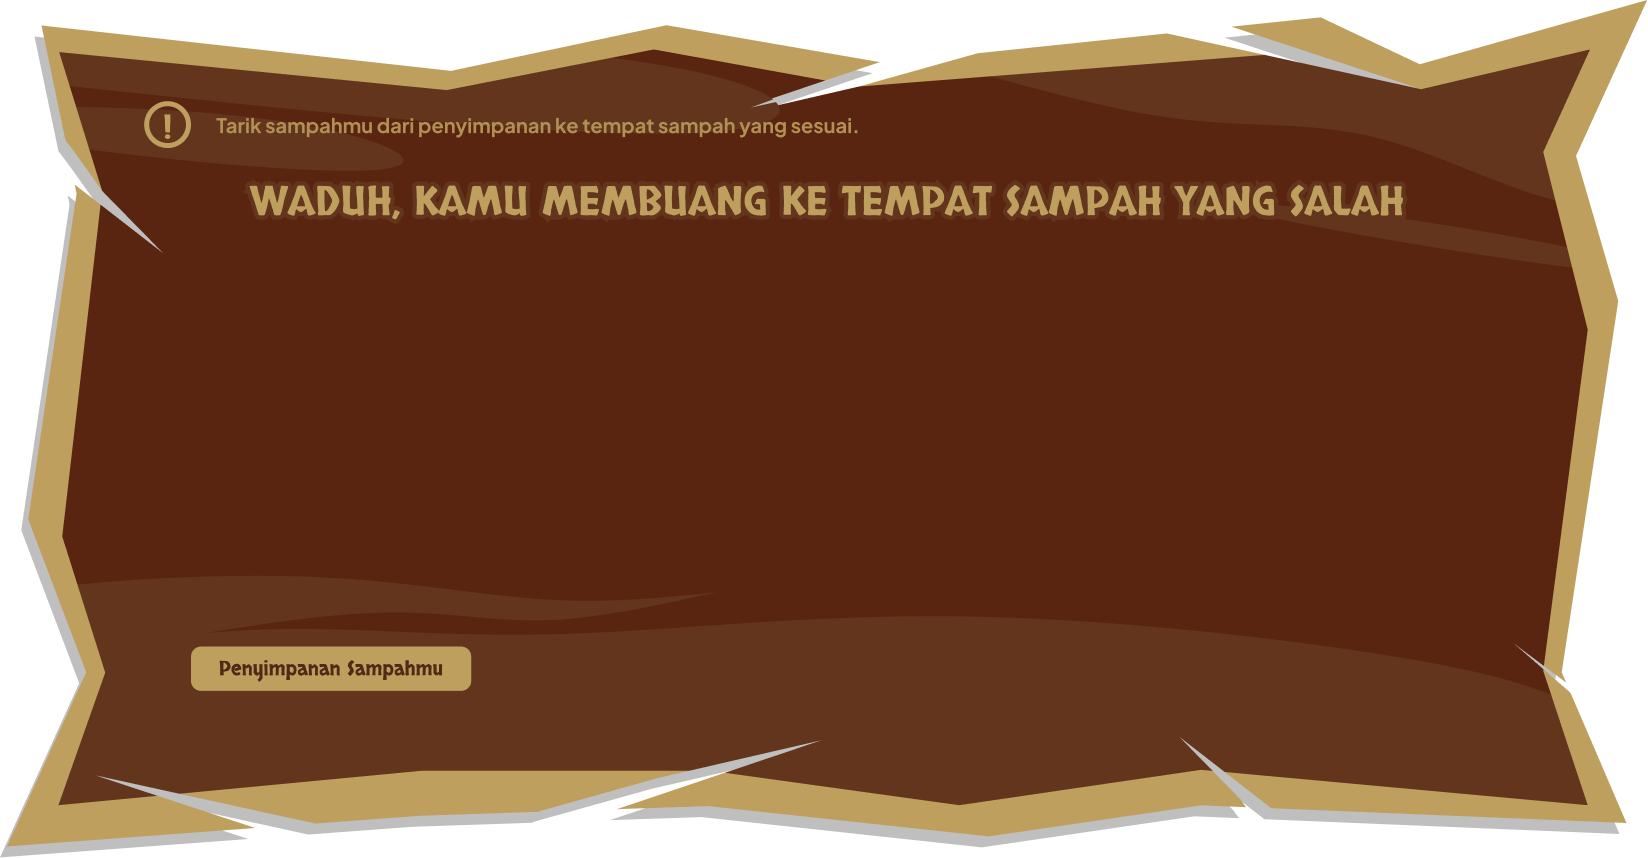 !
Tarik sampahmu dari penyimpanan ke tempat sampah yang sesuai.
WADUH, KAMU MEMBUANG KE TEMPAT SAMPAH YANG SALAH
Penyimpanan Sampahmu